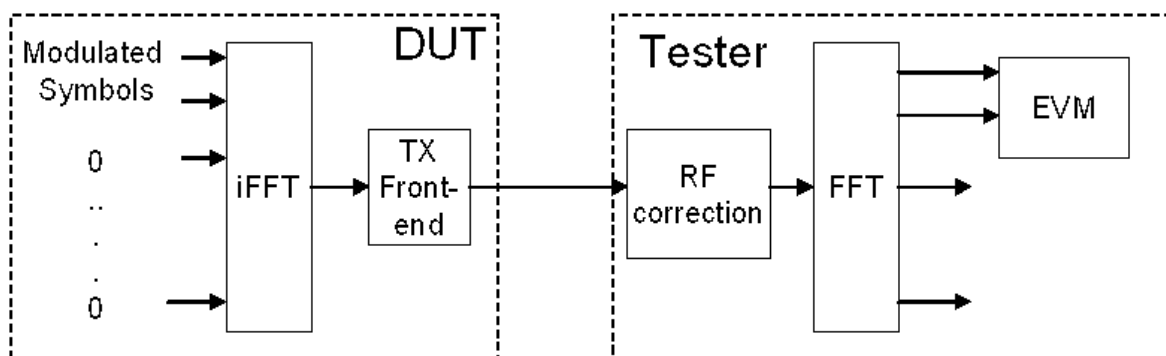 DUT
Modulated
Symbols
0
..
.
.
0
iFFT
TX
Front-
end
Tester
RF
correction
FFT
EVM